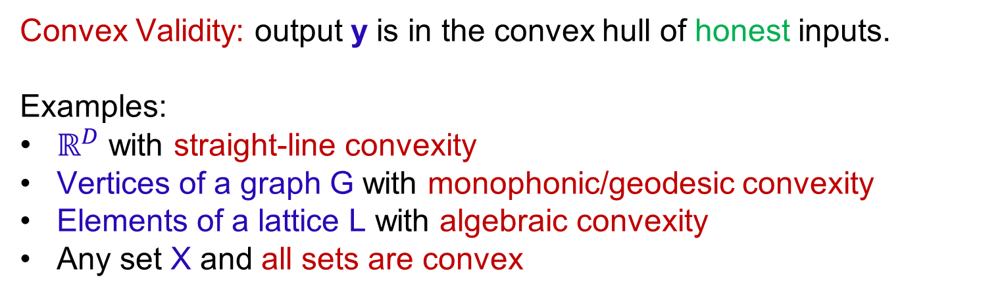 Convex Validity: output y is in the convex hull of honest inputs.
Examples:
• ℝᴰ with straight-line convexity
• Vertices of a graph G with monophonic/geodesic convexity
• Elements of a lattice L with algebraic convexity
• Any set X and all sets are convex